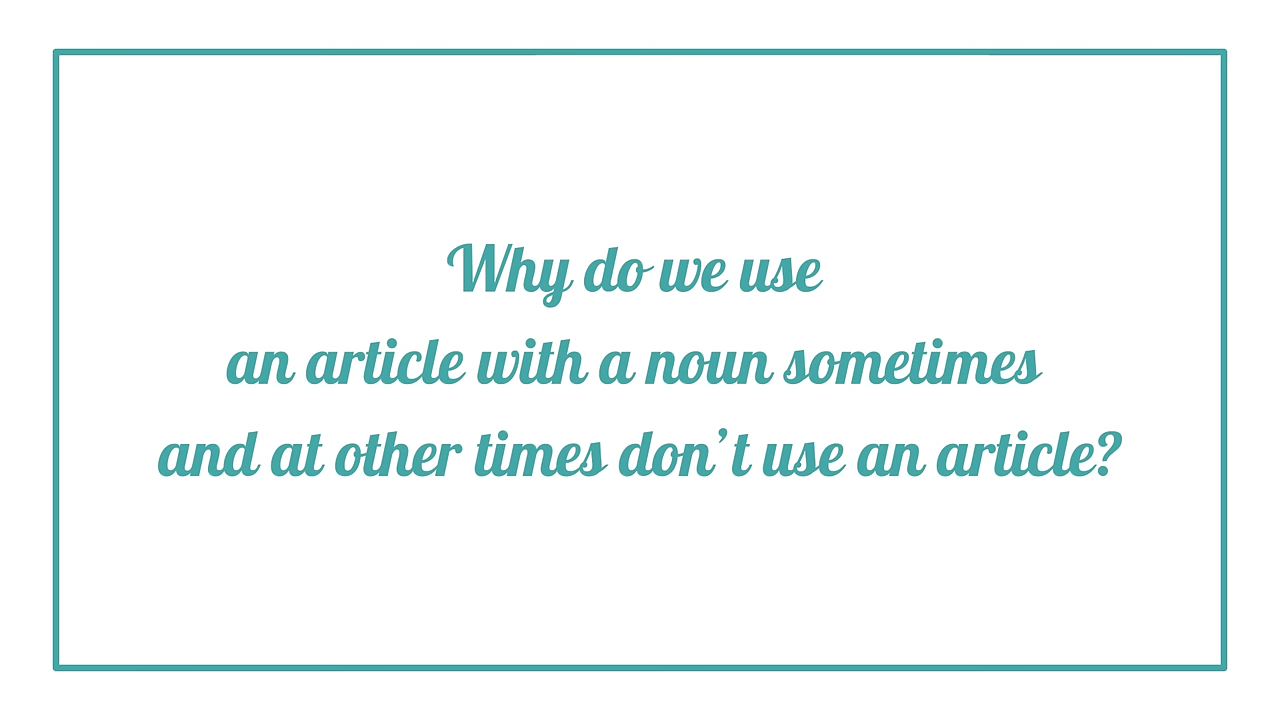 Why do we use
an article with a noun sometimes
and at other times don’t use an article?